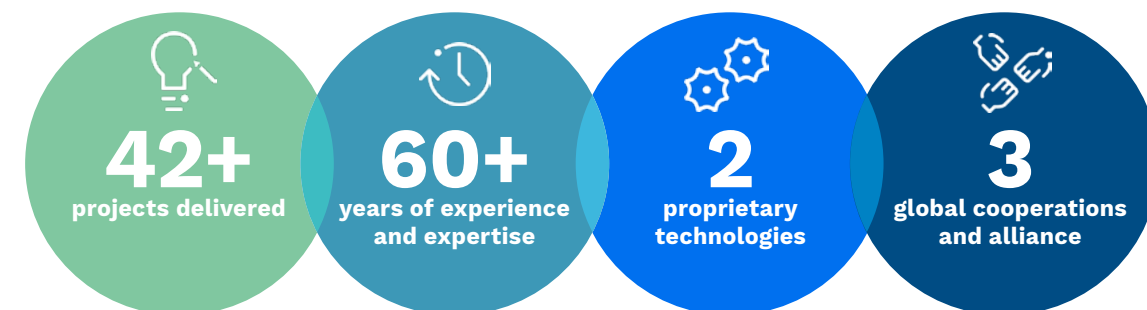 42+
projects delivered
60+
years of experience
and expertise
2
proprietary
technologies
3
global cooperations
and alliance